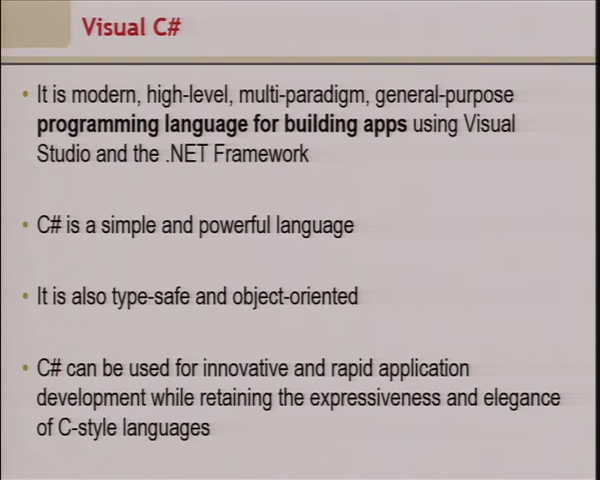 Visual C#
• It is modern, high-level, multi-paradigm, general-purpose
programming language for building apps using Visual
Studio and the .NET Framework
• C# is a simple and powerful language
• It is also type-safe and object-oriented
• C# can be used for innovative and rapid application
development while retaining the expressiveness and elegance
of C-style languages